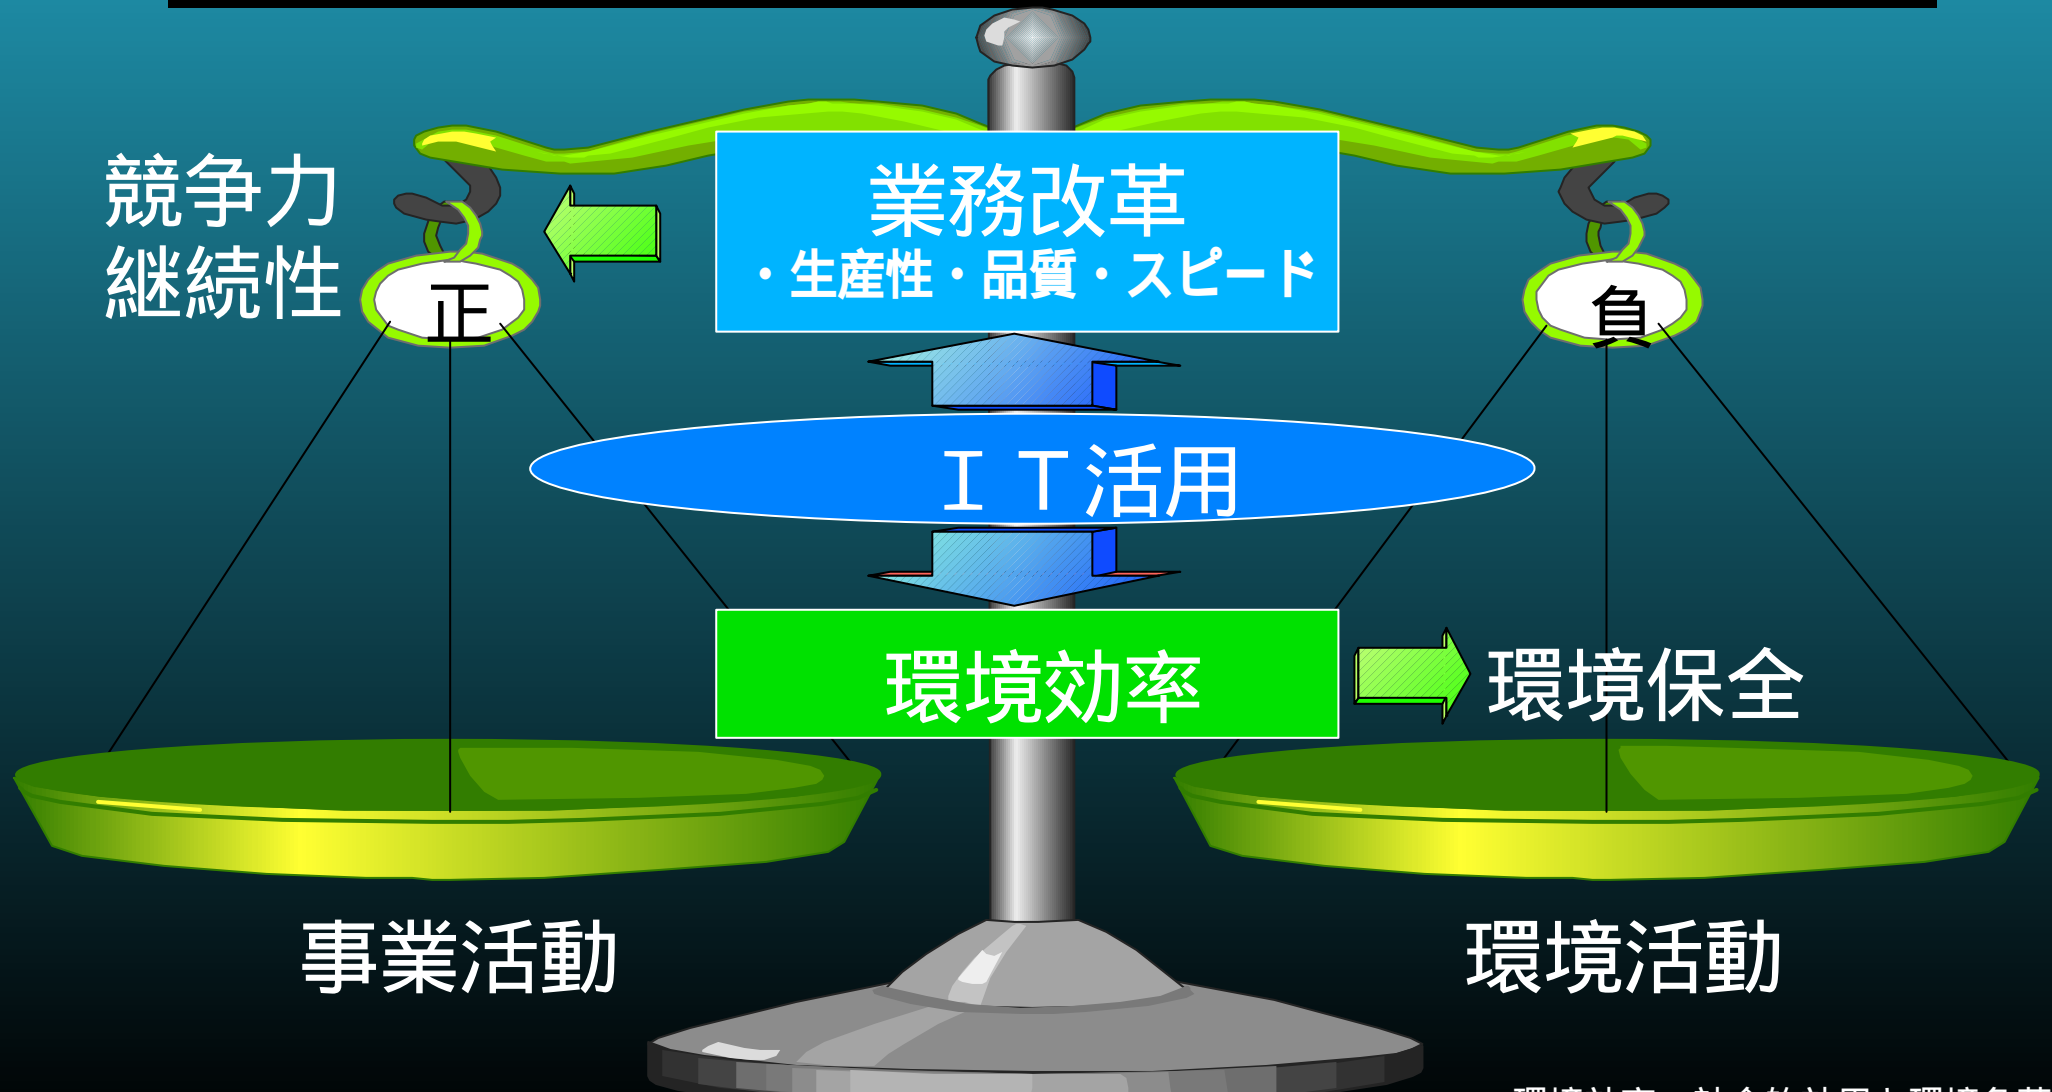 競争力
継続性
正
業務改革
・生産性・品質・スピード
負
ＩＴ活用
環境効率
環境保全
事業活動
環境活動